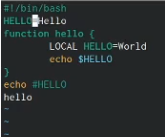 #!/bin/bash
HELLO=Hello
function hello {
        LOCAL HELLO=World
        echo $HELLO
}
echo #HELLO
hello
~
~
~